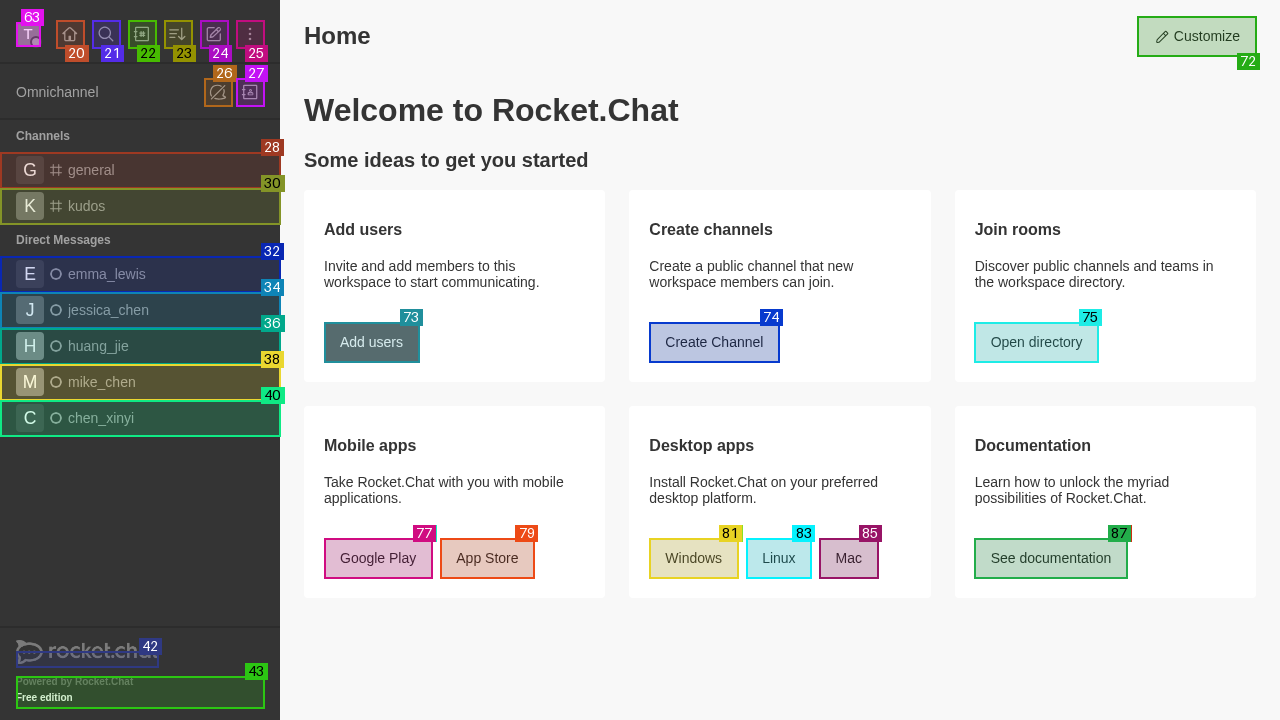 63
T
20
21
22
23
24
25
Omnichannel
26
27
Channels
28
G general
30
K kudos
Direct Messages
32
E emma_lewis
34
J jessica_chen
36
H huang_jie
38
M mike_chen
40
C chen_xinyi
42
rocket.chat
43
Powered by Rocket.Chat
Free edition
Home
Customize
72
Welcome to Rocket.Chat
Some ideas to get you started
Add users
Invite and add members to this
workspace to start communicating.
73
Add users
Create channels
Create a public channel that new
workspace members can join.
74
Create Channel
Join rooms
Discover public channels and teams in
the workspace directory.
75
Open directory
Mobile apps
Take Rocket.Chat with you with mobile
applications.
77
Google Play
79
App Store
Desktop apps
Install Rocket.Chat on your preferred
desktop platform.
81
Windows
83
Linux
85
Mac
Documentation
Learn how to unlock the myriad
possibilities of Rocket.Chat.
87
See documentation